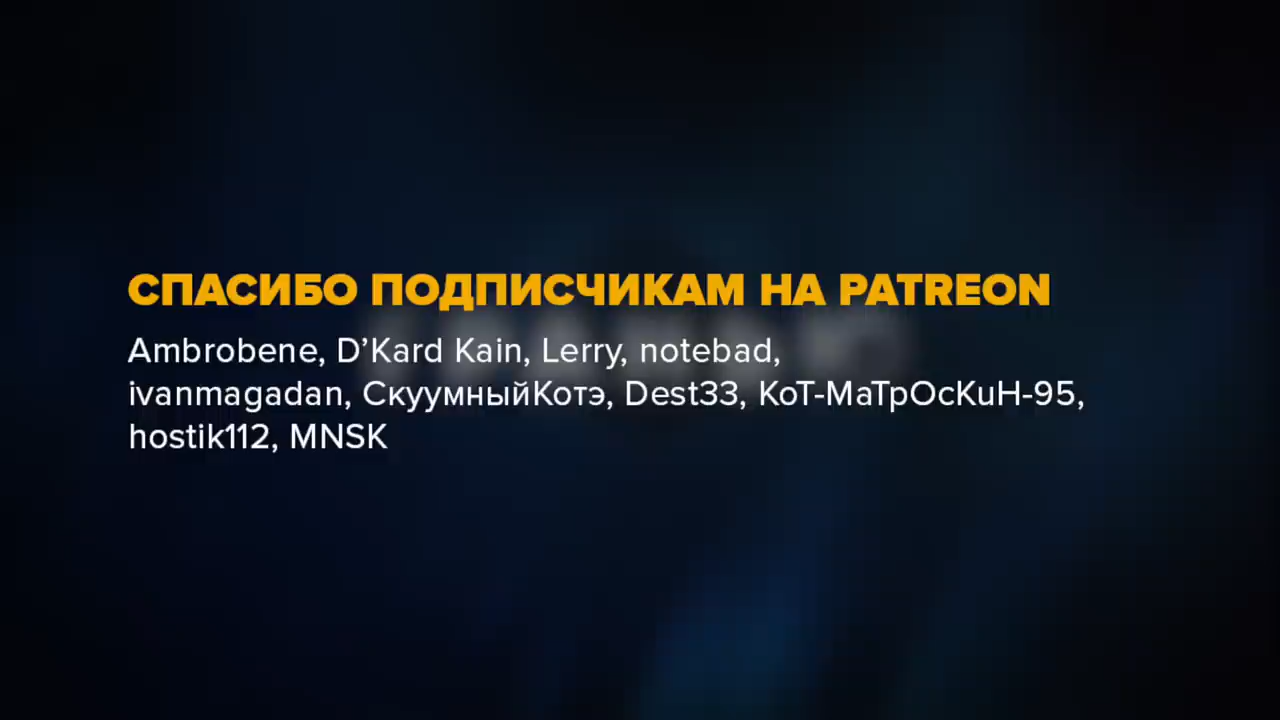 СПАСИБО ПОДПИСЧИКАМ НА PATREON
Ambrobene, D’Kard Kain, Lerry, notebad,
ivanmagadan, СкуумныйКотэ, Dest33, КоТ-МаТрОсКиН-95,
hostik112, MNSK